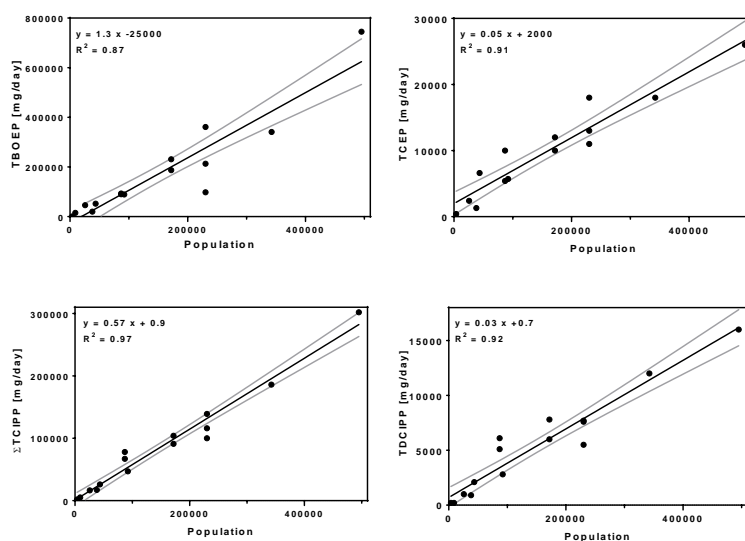 y = 1.3 x -25000
R² = 0.87
TBOEP [mg/day]
800000
600000
400000
200000
0
0 200000 400000
Population
y = 0.05 x + 2000
R² = 0.91
TCEP [mg/day]
30000
20000
10000
0
0 200000 400000
Population
y = 0.57 x + 0.9
R² = 0.97
ΣTCIPP [mg/day]
300000
200000
100000
0
0 200000 400000
Population
y = 0.03 x +0.7
R² = 0.92
TDCIPP [mg/day]
15000
10000
5000
0
0 200000 400000
Population